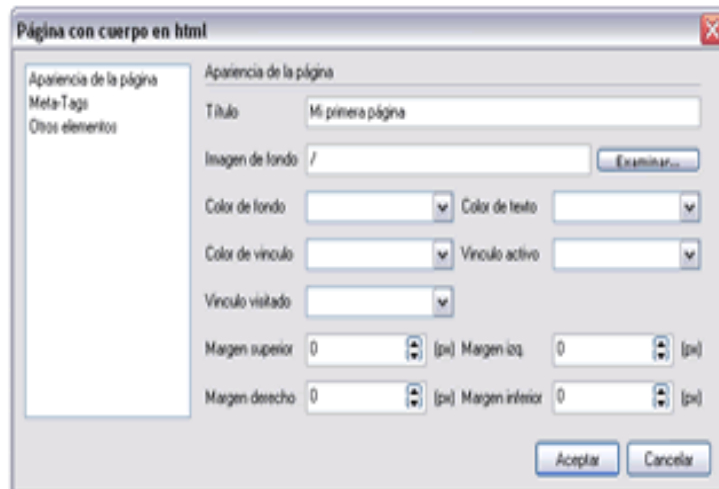 Página con cuerpo en html
Apariencia de la página
Meta-Tags
Otros elementos
Apariencia de la página
Título Mi primera página
Imagen de fondo / Examinar...
Color de fondo Color de texto
Color de vínculo Vínculo activo
Vínculo visitado
Margen superior 0 (px) Margen izq. 0 (px)
Margen derecho 0 (px) Margen inferior 0 (px)
Aceptar Cancelar